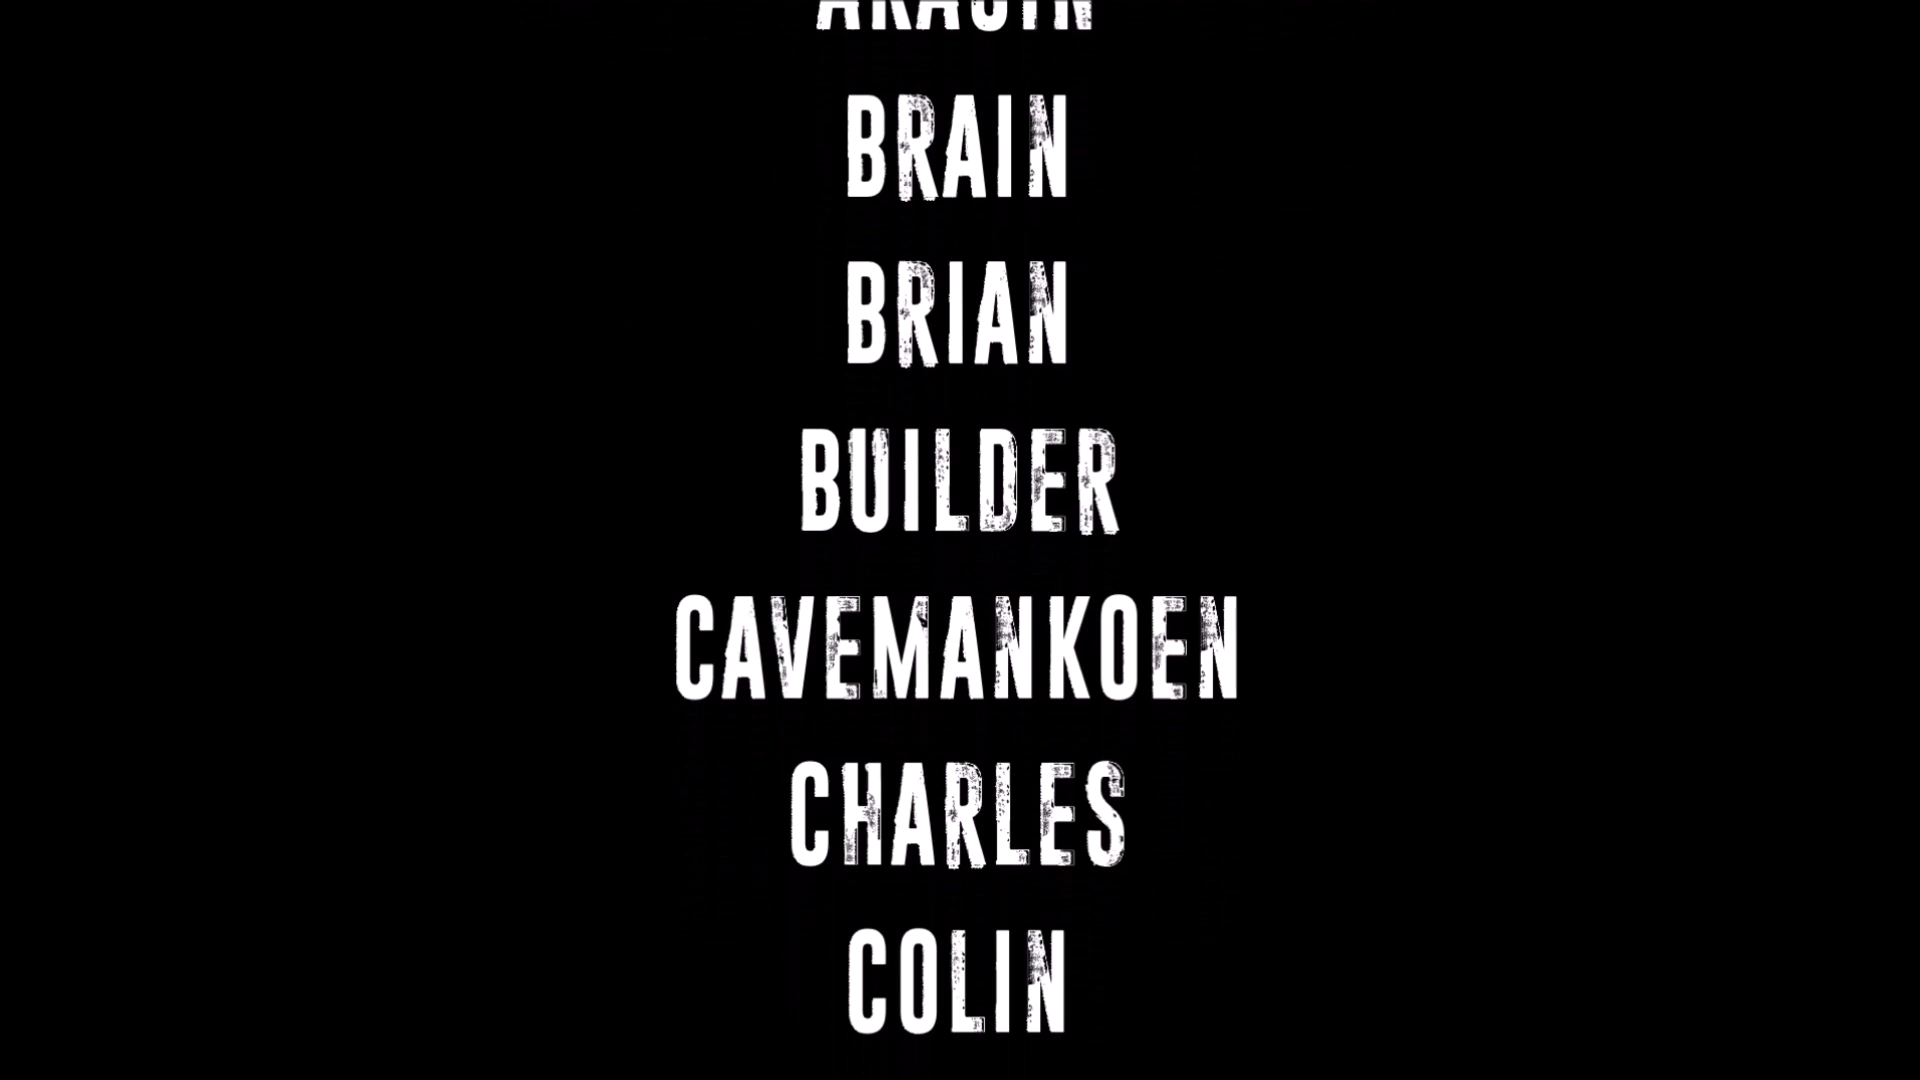 BRAIN
BRIAN
BUILDER
CAVEMANKOEN
CHARLES
COLIN